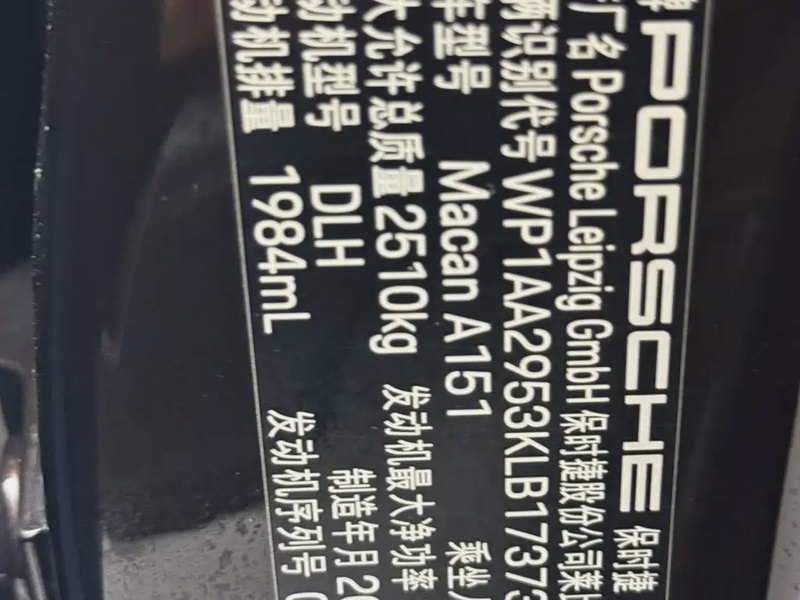 牌 PORSCHE 保时捷
厂名 Porsche Leipzig GmbH 保时捷股份公司莱
辆识别代号 WP1AA2953KLB17373
车型号 Macan A151 乘坐
大允许总质量 2510kg 发动机最大净功率
动机型号 DLH 制造年月 20
动机排量 1984mL 发动机序列号